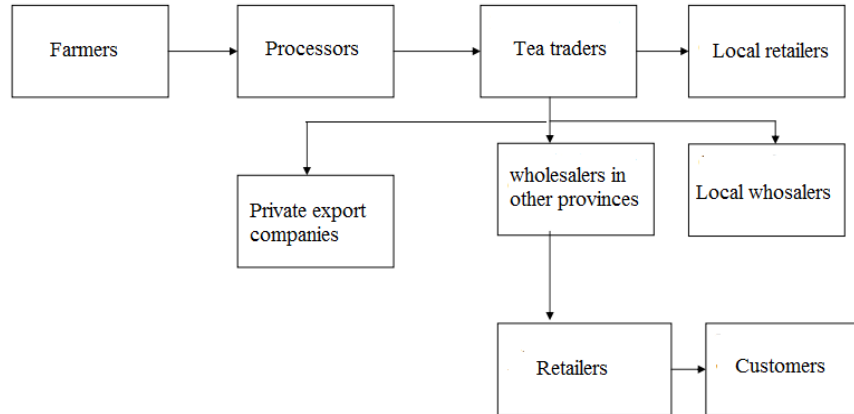 Farmers
Processors
Tea traders
Local retailers
Private export
companies
wholesalers in
other provinces
Local whosalers
Retailers
Customers